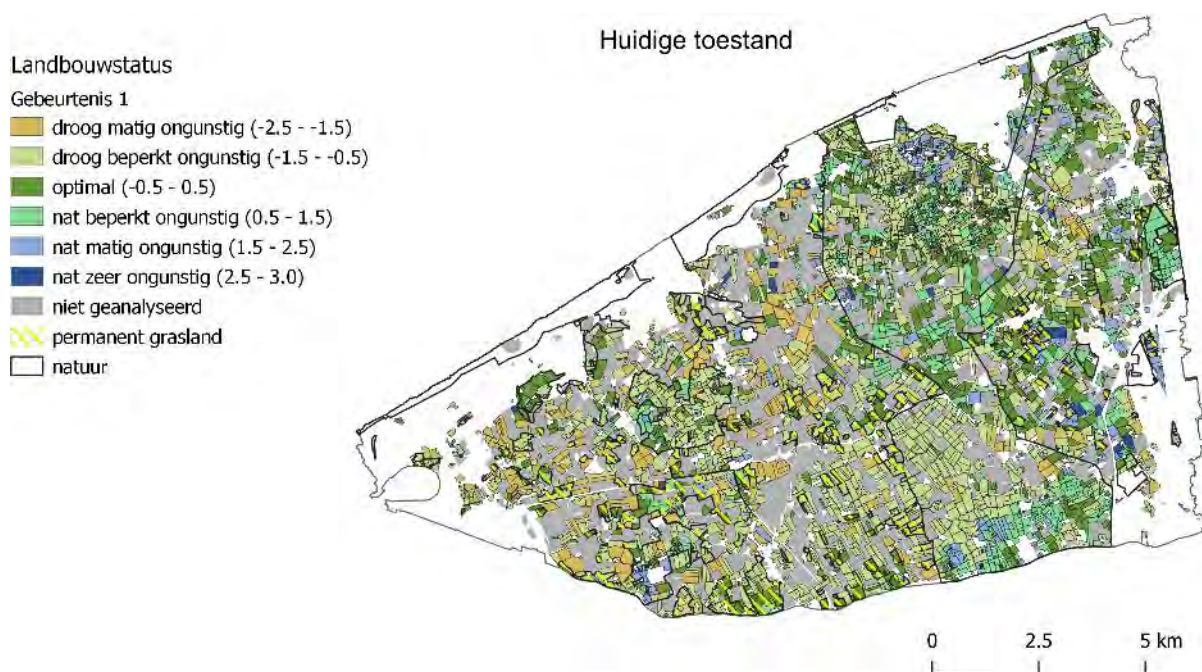 Huidige toestand
Landbouwstatus
Gebeurtenis 1
droog matig ongunstig (-2.5 - -1.5)
droog beperkt ongunstig (-1.5 - -0.5)
optimal (-0.5 - 0.5)
nat beperkt ongunstig (0.5 - 1.5)
nat matig ongunstig (1.5 - 2.5)
nat zeer ongunstig (2.5 - 3.0)
niet geanalyseerd
permanent grasland
natuur
0 2.5 5 km